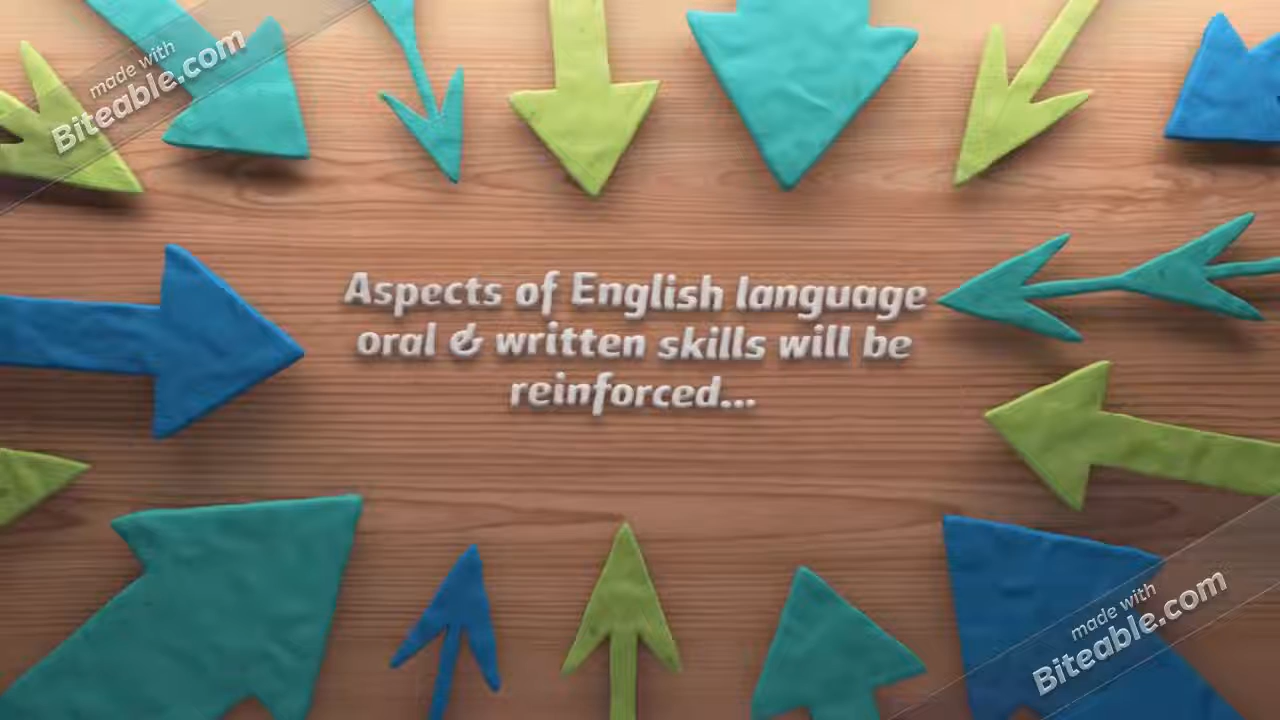 made with
Biteable.com
Aspects of English language
oral & written skills will be
reinforced...
made with
Biteable.com